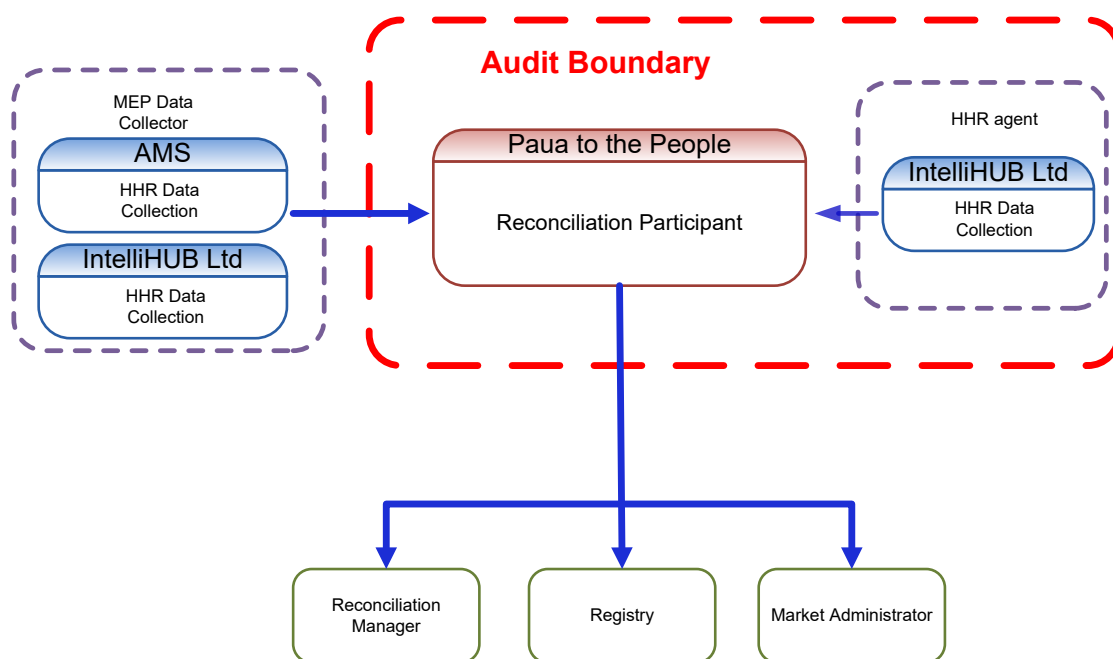 Audit Boundary
MEP Data
Collector
AMS
HHR Data
Collection
IntelliHUB Ltd
HHR Data
Collection
Paua to the People
Reconciliation Participant
HHR agent
IntelliHUB Ltd
HHR Data
Collection
Reconciliation
Manager
Registry
Market Administrator